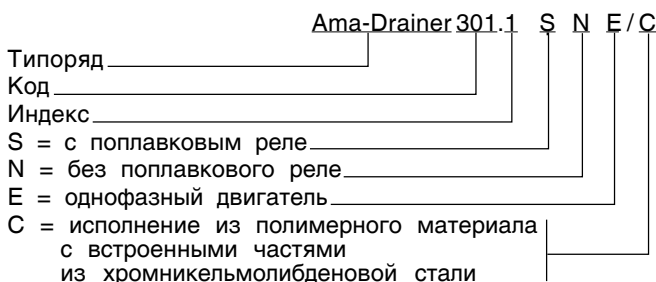 Ama-Drainer 301.1 S N E/C
Типоряд
Код
Индекс
S = с поплавковым реле
N = без поплавкового реле
E = однофазный двигатель
C = исполнение из полимерного материала
с встроенными частями
из хромникельмолибденовой стали